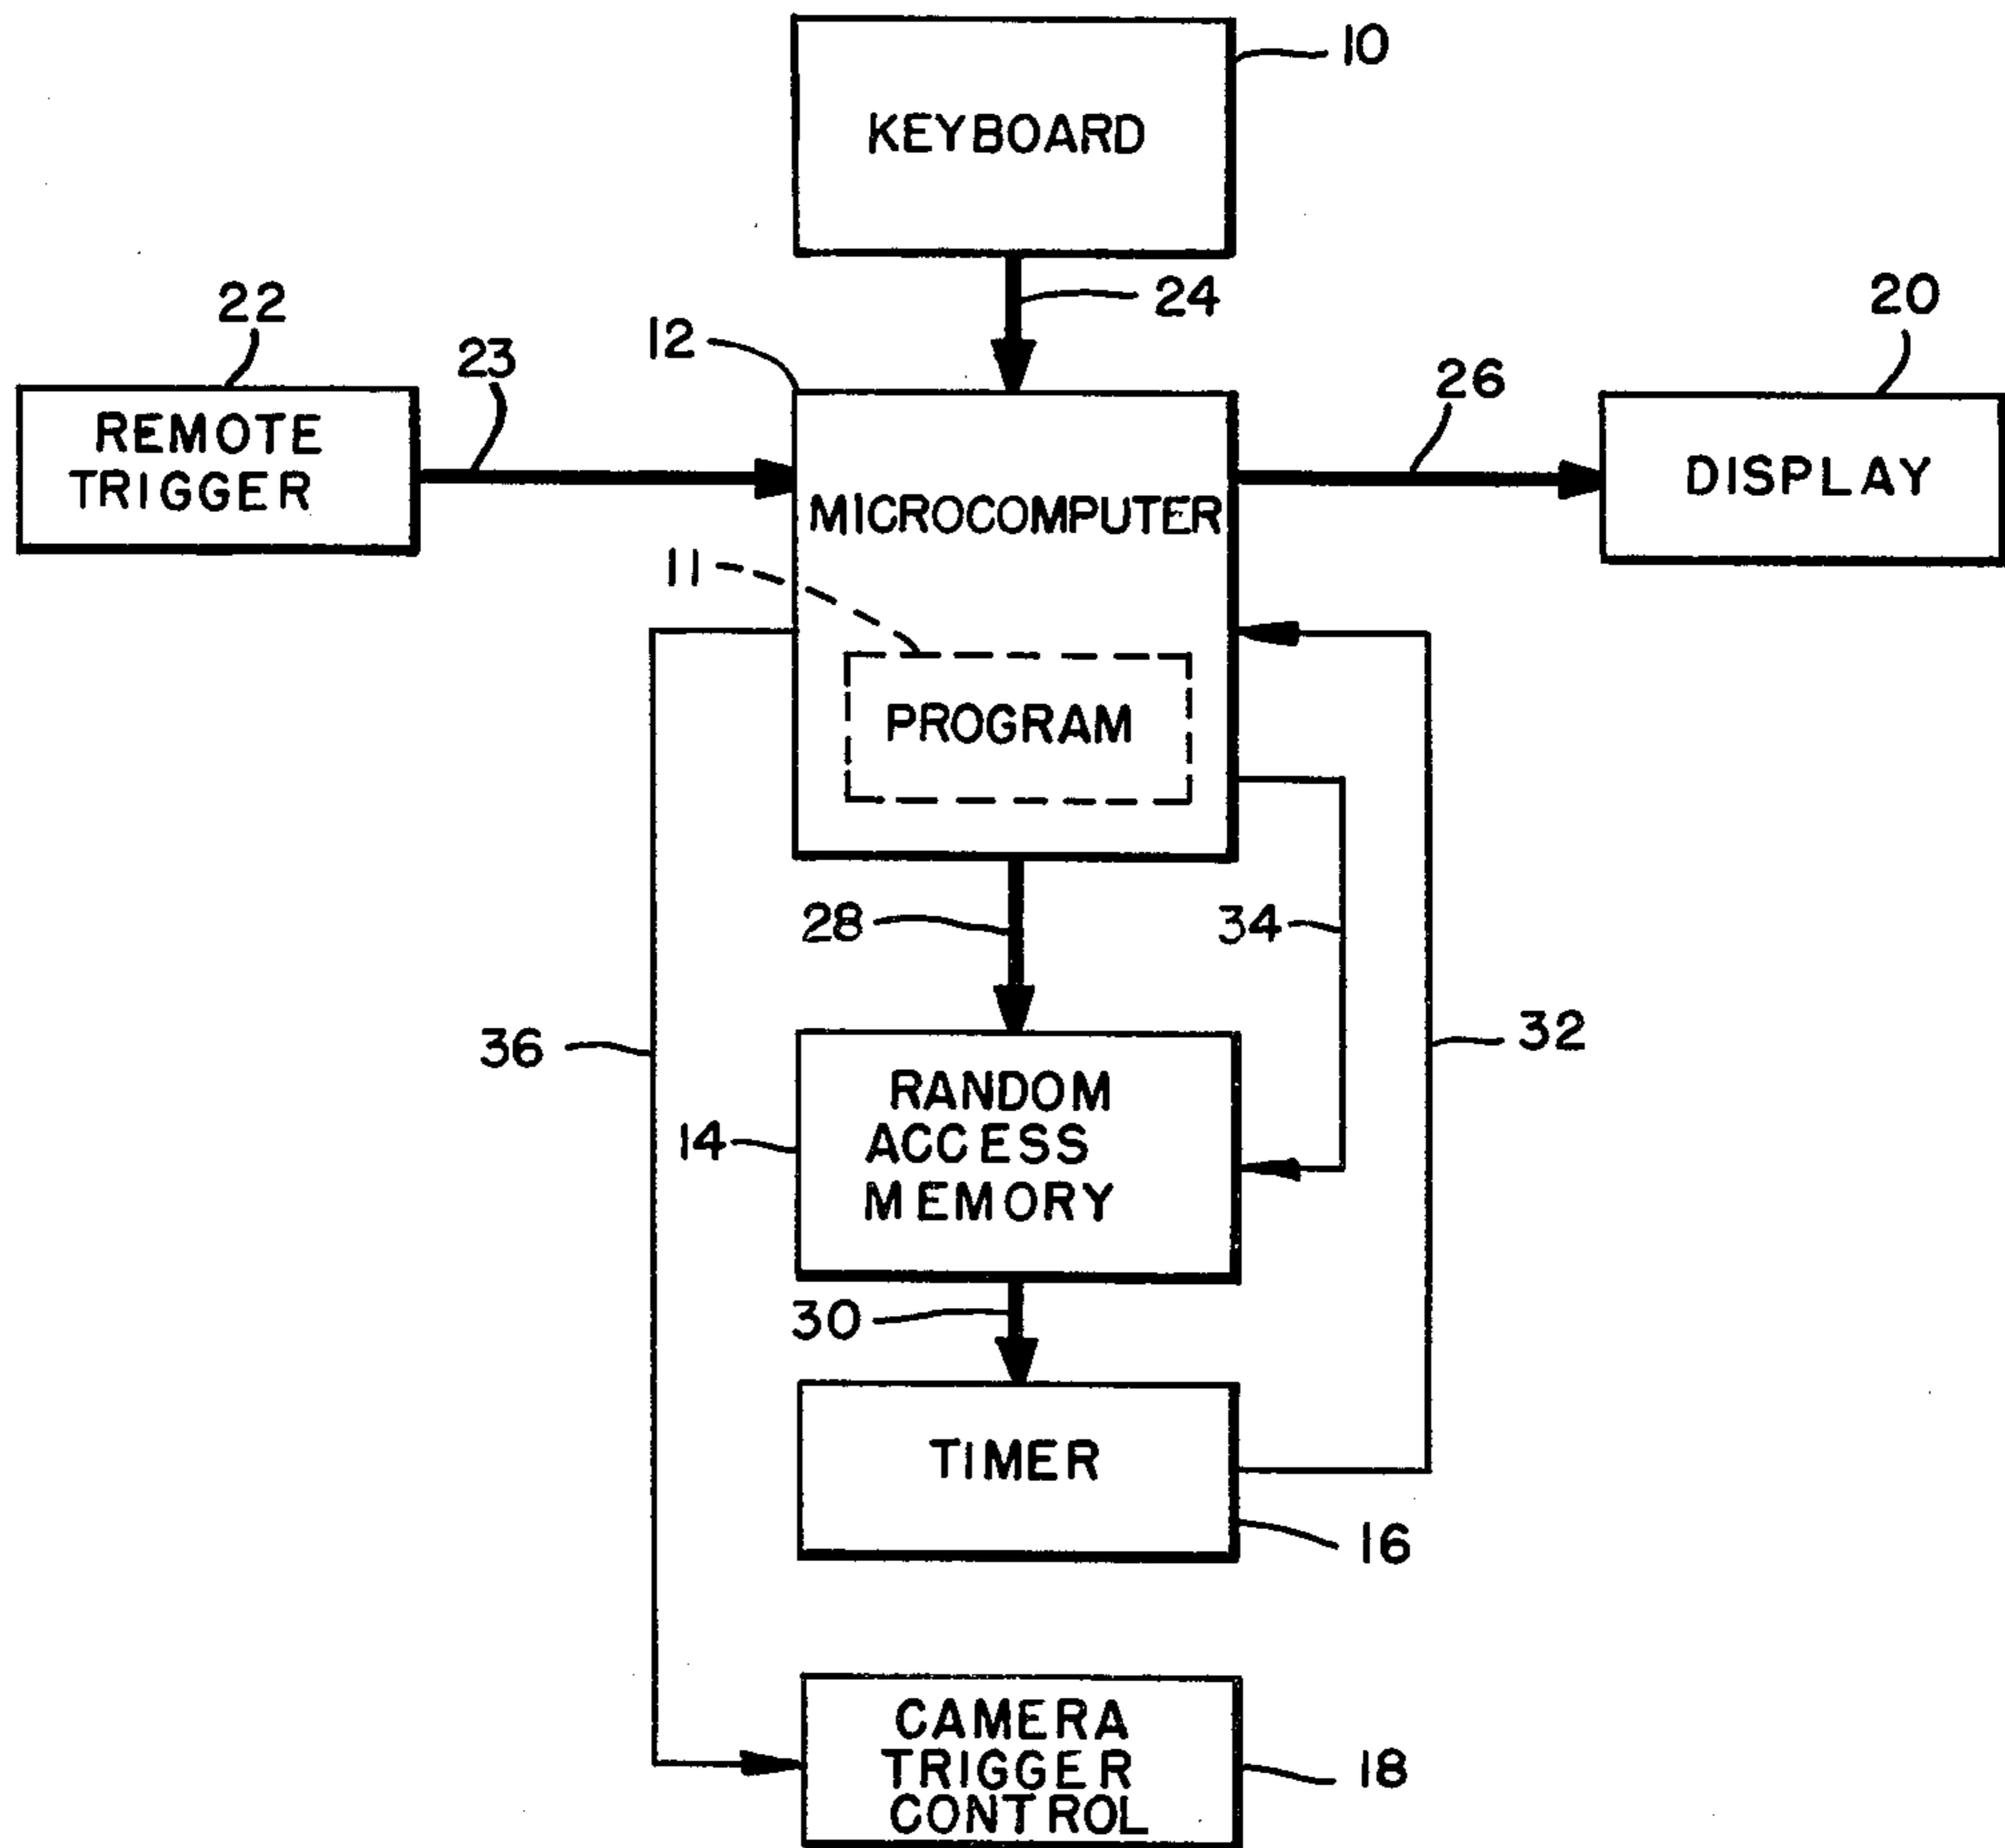 10
KEYBOARD
24
22
23
12
26
20
REMOTE
TRIGGER
MICROCOMPUTER
DISPLAY
11
PROGRAM
28
34
36
32
RANDOM
ACCESS
MEMORY
14
30
TIMER
16
CAMERA
TRIGGER
CONTROL
18